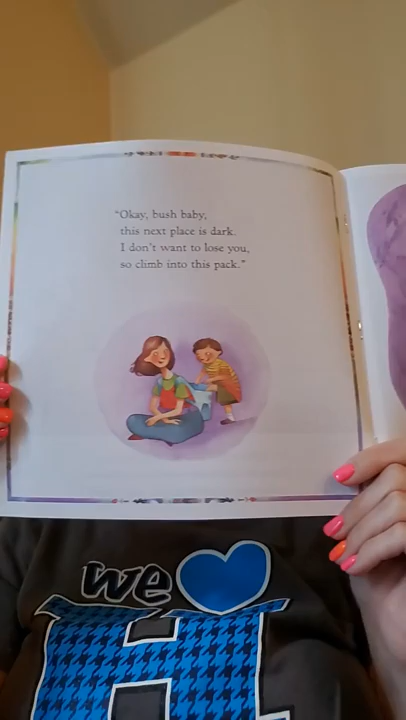 “Okay, bush baby,
this next place is dark.
I don’t want to lose you,
so climb into this pack.”
we
H